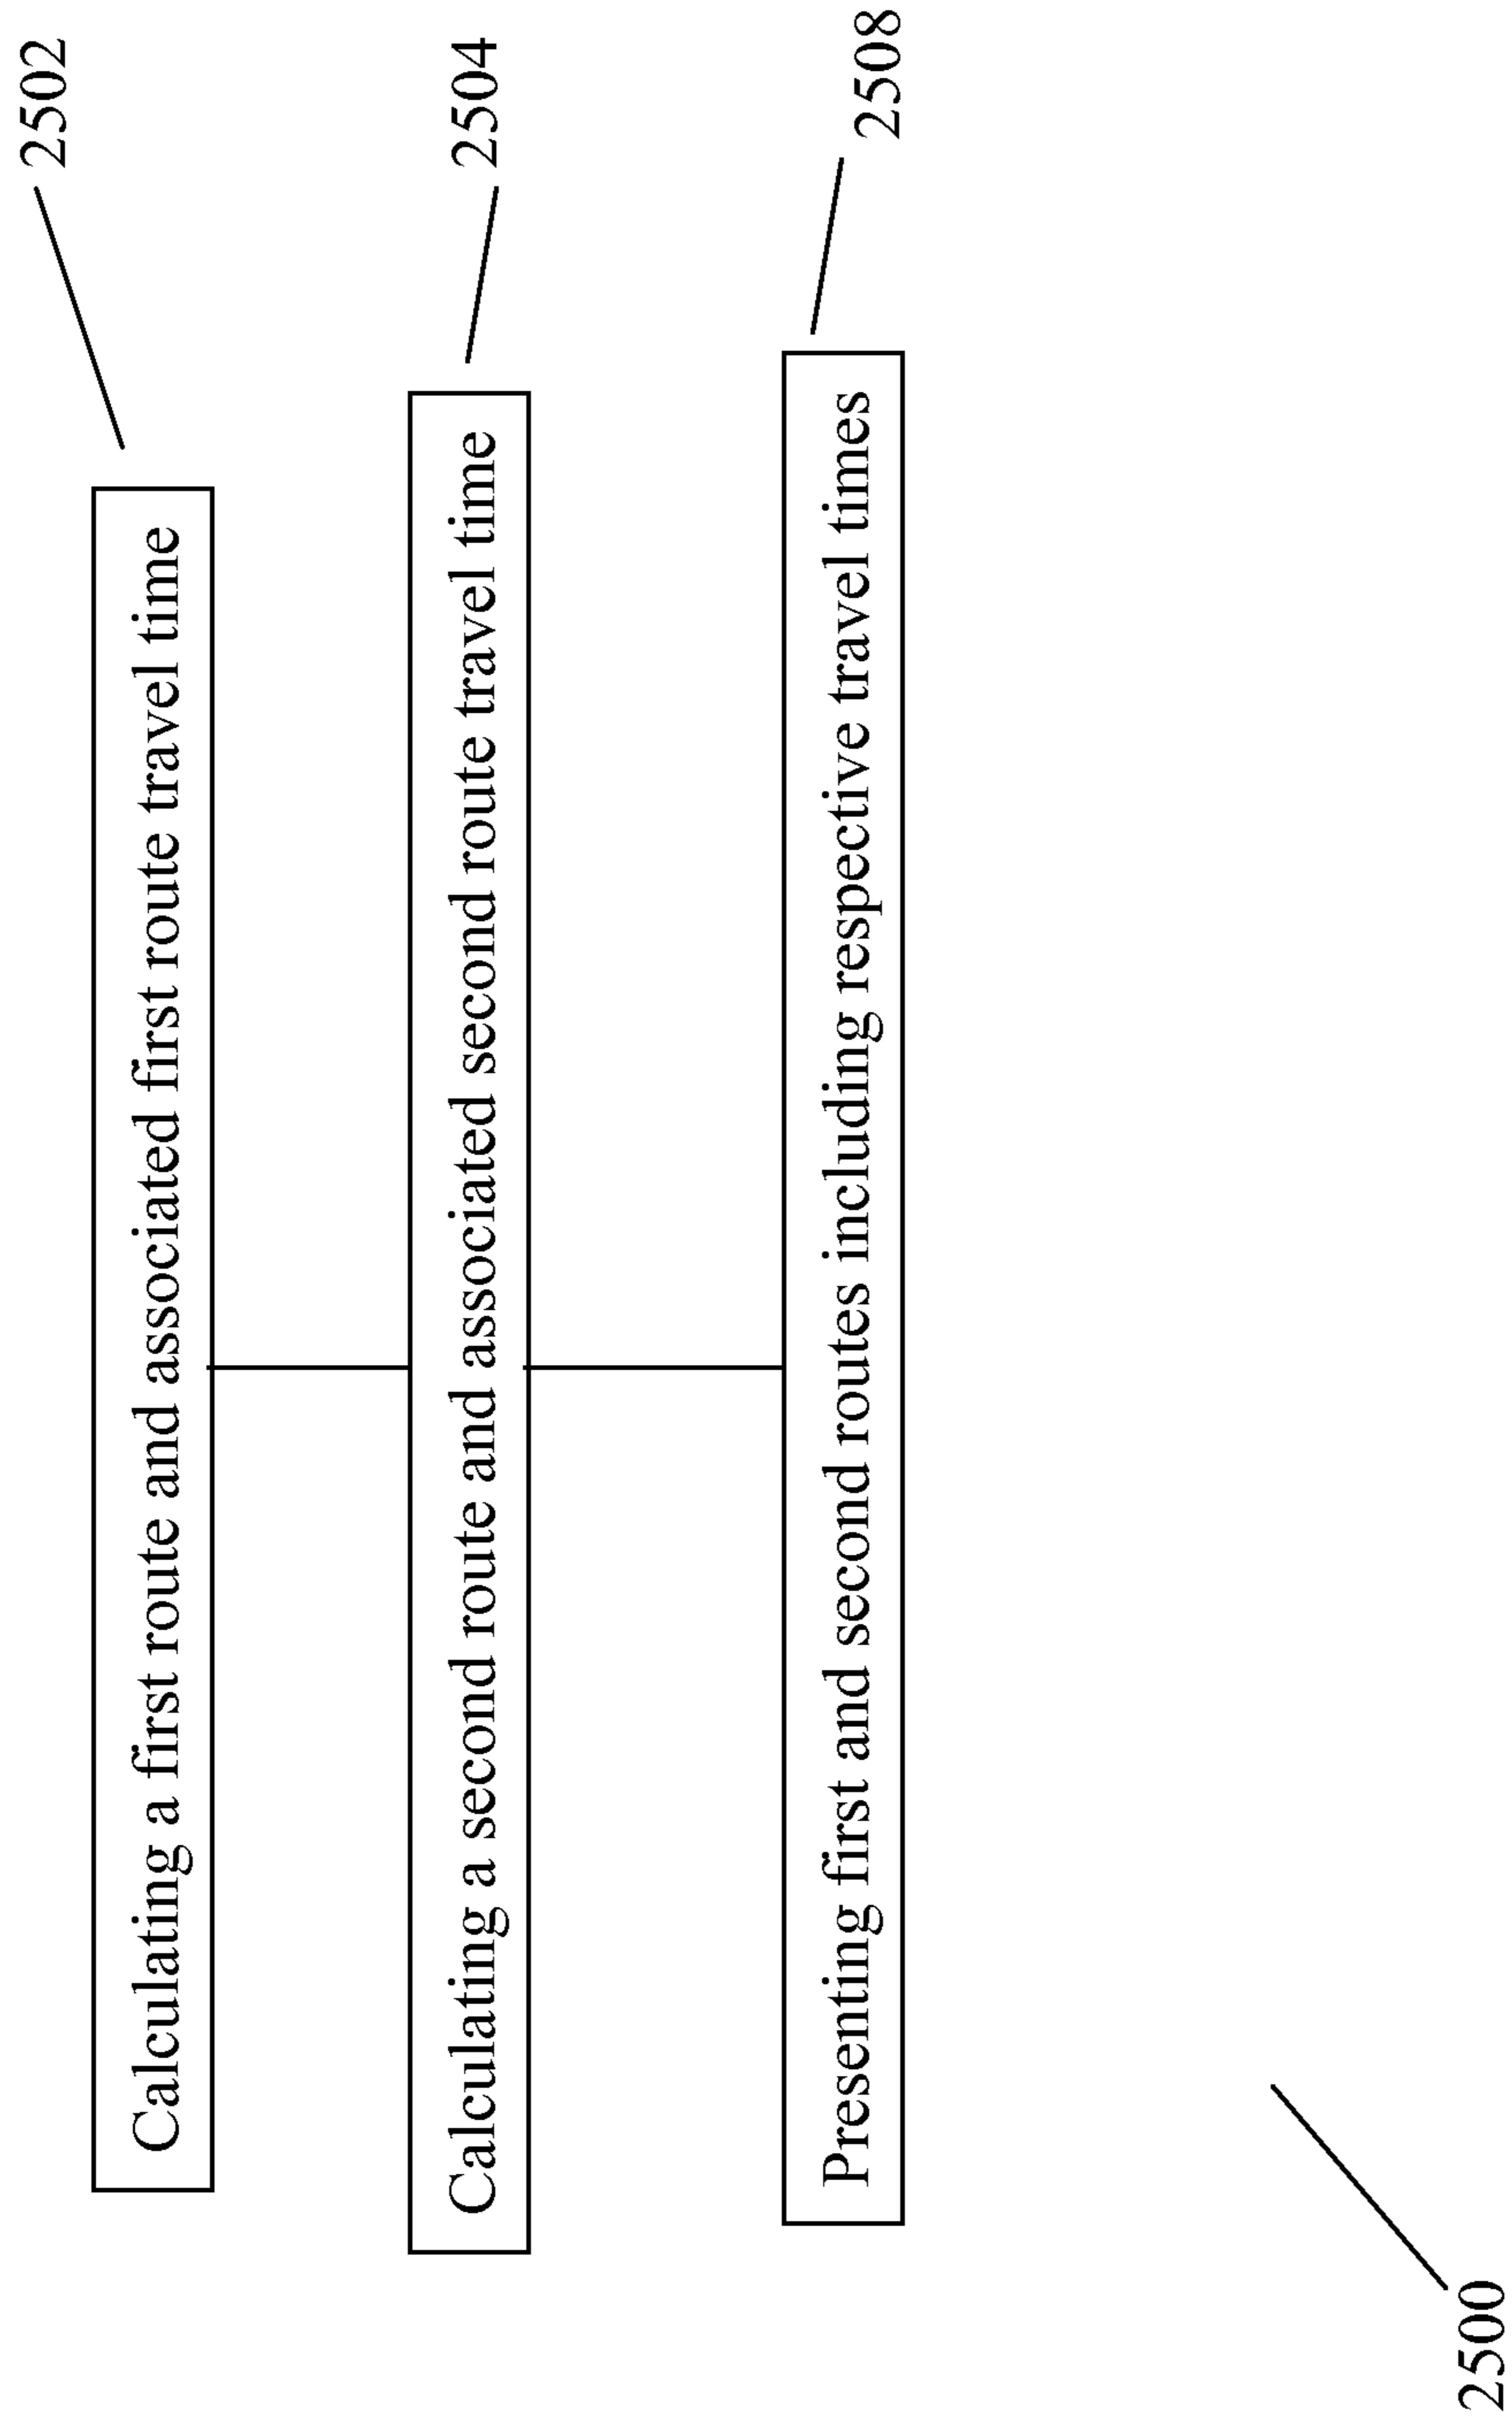 Calculating a first route and associated first route travel time
2502
Calculating a second route and associated second route travel time
2504
Presenting first and second routes including respective travel times
2508
2500